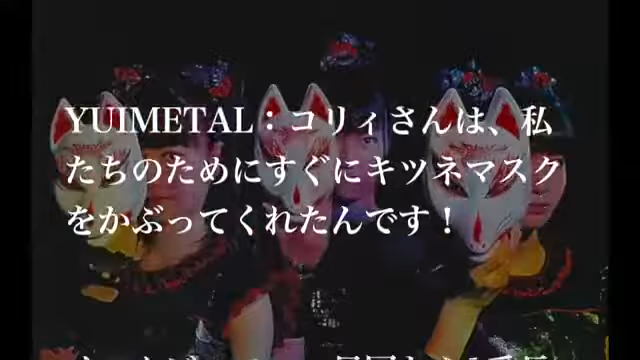 YUIMETAL：コリィさんは、私
たちのためにすぐにキツネマスク
をかぶってくれたんです！